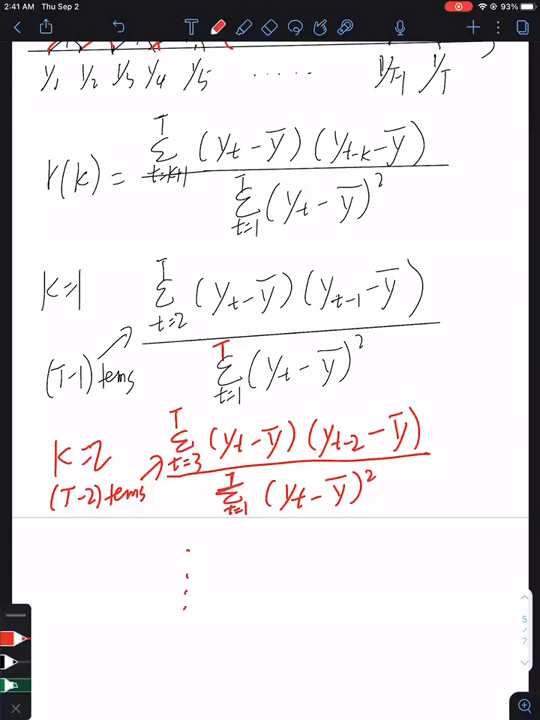 2:41 AM Thu Sep 2 93%
y1 y2 y3 y4 y5 ..... yT-1 yT
r(k) = Σ_{t=k+1}^{T} (yt - ȳ)(yt-k - ȳ) / Σ_{t=1}^{T} (yt - ȳ)²
k=1 Σ_{t=2}^{T} (yt - ȳ)(yt-1 - ȳ) / Σ_{t=1}^{T} (yt - ȳ)²
(T-1) tems
k=2 Σ_{t=3}^{T} (yt - ȳ)(yt-2 - ȳ) / Σ_{t=1}^{T} (yt - ȳ)²
(T-2) tems
5
/
7